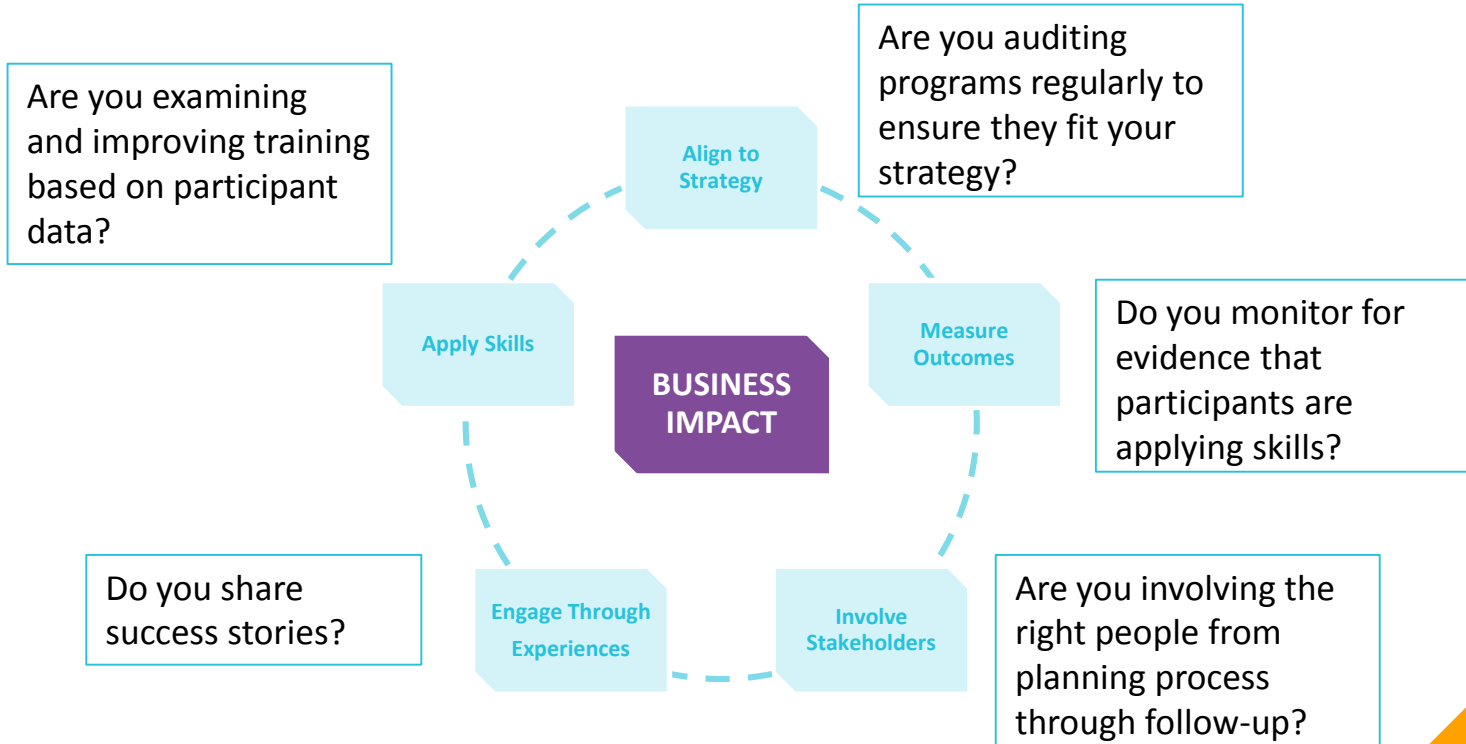 Are you auditing
programs regularly to
ensure they fit your
strategy?
Are you examining
and improving training
based on participant
data?
Align to
Strategy
Apply Skills
Measure
Outcomes
Do you monitor for
evidence that
participants are
applying skills?
BUSINESS
IMPACT
Do you share
success stories?
Engage Through
Experiences
Involve
Stakeholders
Are you involving the
right people from
planning process
through follow-up?